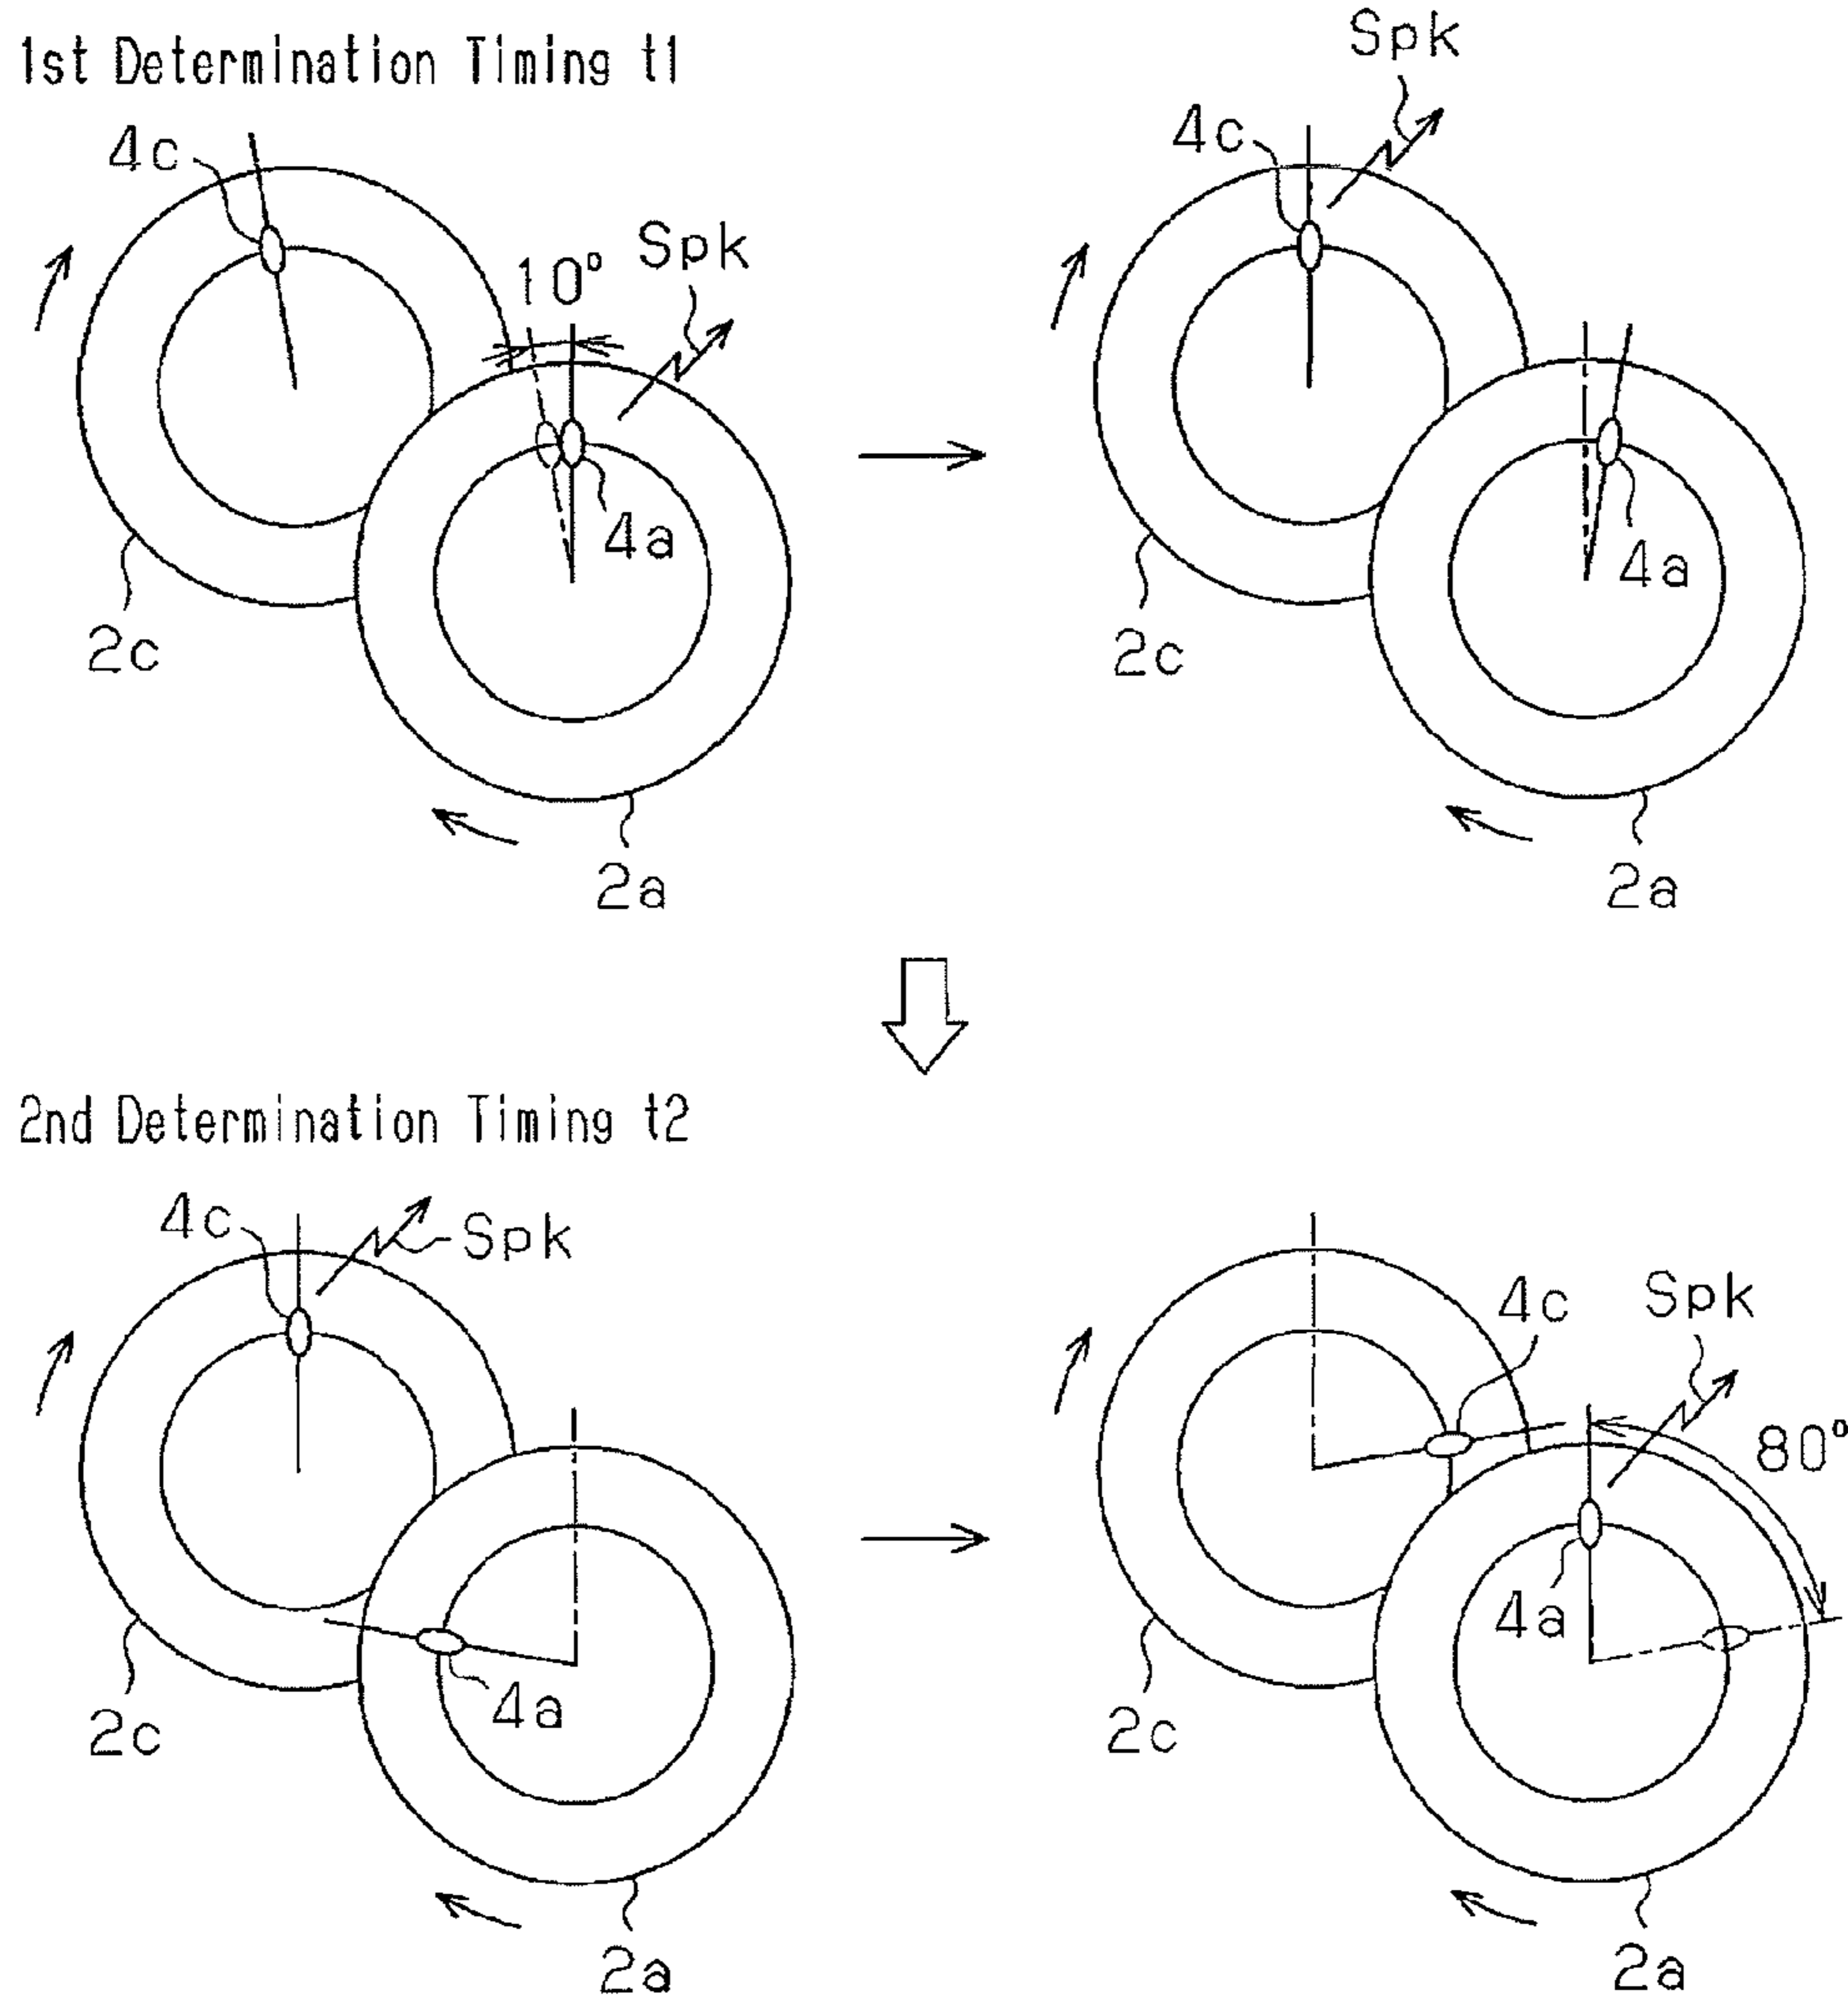 1st Determination Timing t1
4c
10°
Spk
4a
2c
2a
Spk
4c
4a
2c
2a
2nd Determination Timing t2
4c
Spk
4a
2c
2a
4c
Spk
80°
4a
2c
2a